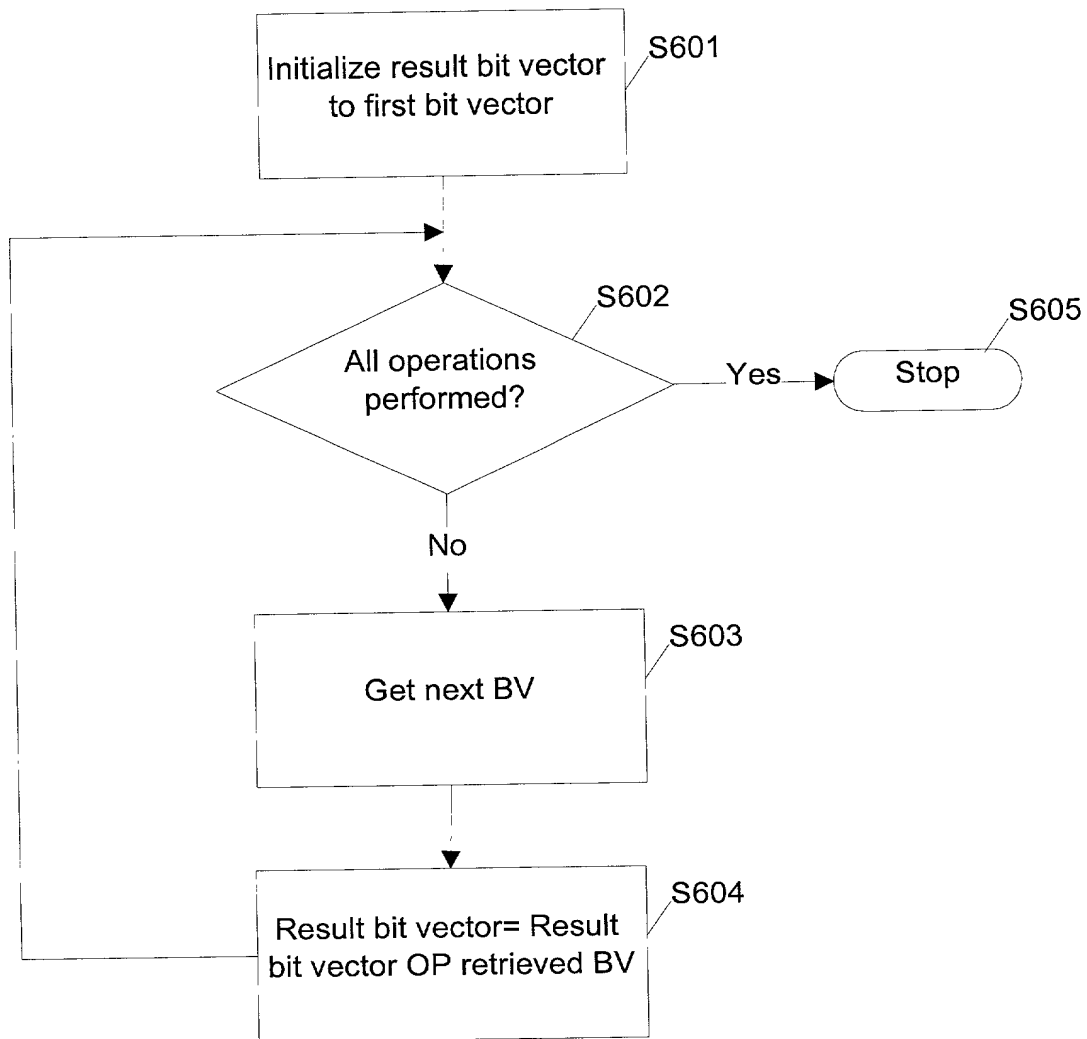 Initialize result bit vector
to first bit vector
S601
All operations
performed?
S602
Yes
Stop
S605
No
Get next BV
S603
Result bit vector= Result
bit vector OP retrieved BV
S604